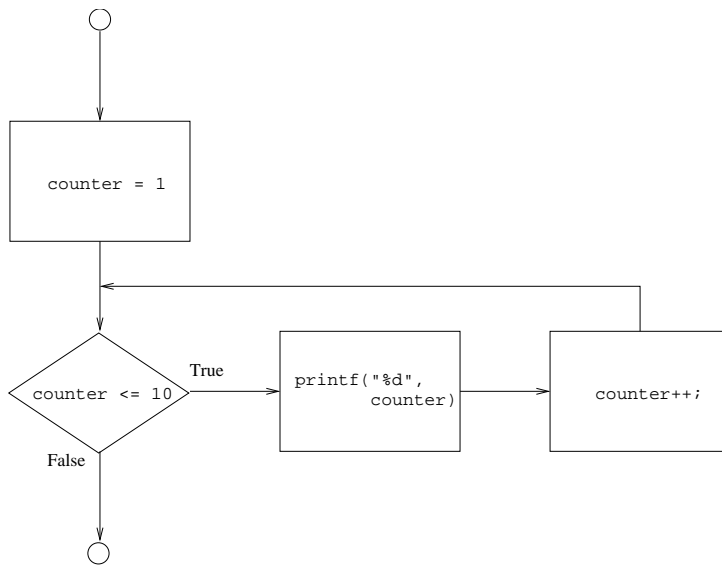 counter = 1
counter <= 10
True
printf("%d",
counter)
counter++;
False